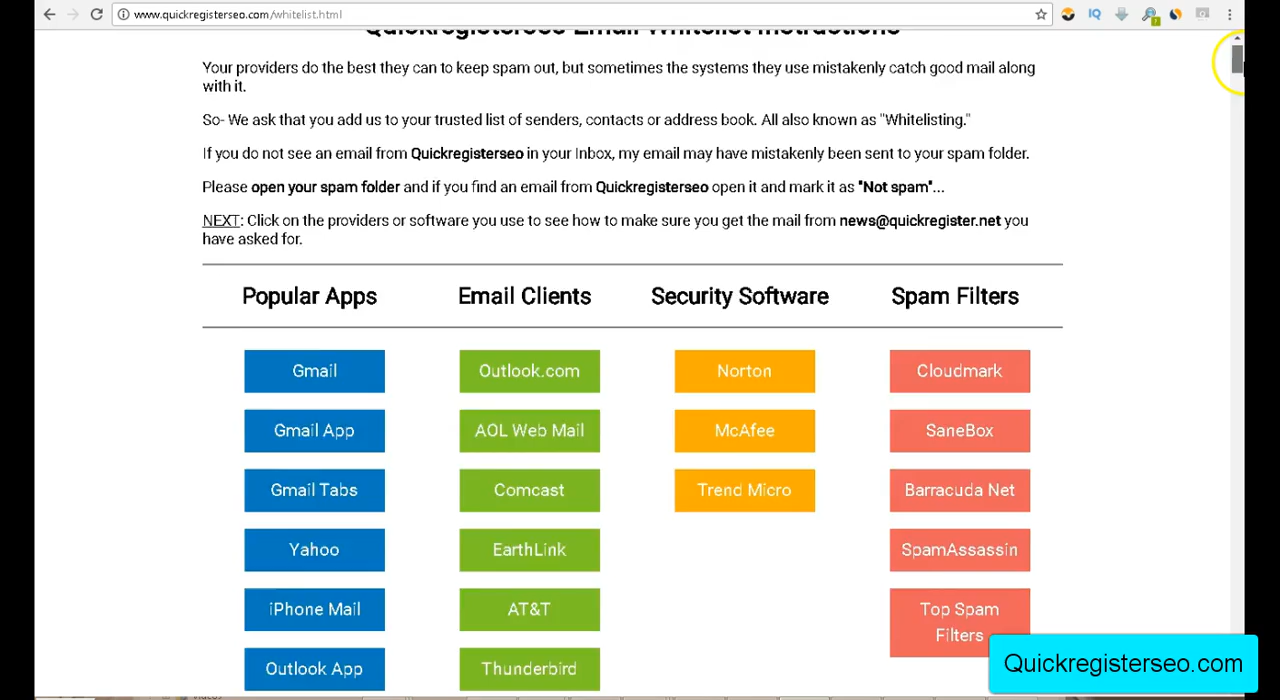 www.quickregisterseo.com/whitelist.html
IQ
Quickregisterseo Email Whitelist Instructions
Your providers do the best they can to keep spam out, but sometimes the systems they use mistakenly catch good mail along
with it.
So- We ask that you add us to your trusted list of senders, contacts or address book. All also known as "Whitelisting."
If you do not see an email from Quickregisterseo in your Inbox, my email may have mistakenly been sent to your spam folder.
Please open your spam folder and if you find an email from Quickregisterseo open it and mark it as "Not spam"...
NEXT: Click on the providers or software you use to see how to make sure you get the mail from news@quickregister.net you
have asked for.
Popular Apps Email Clients Security Software Spam Filters
Gmail Outlook.com Norton Cloudmark
Gmail App AOL Web Mail McAfee SaneBox
Gmail Tabs Comcast Trend Micro Barracuda Net
Yahoo EarthLink SpamAssassin
iPhone Mail AT&T Top Spam
Filters
Outlook App Thunderbird
Quickregisterseo.com